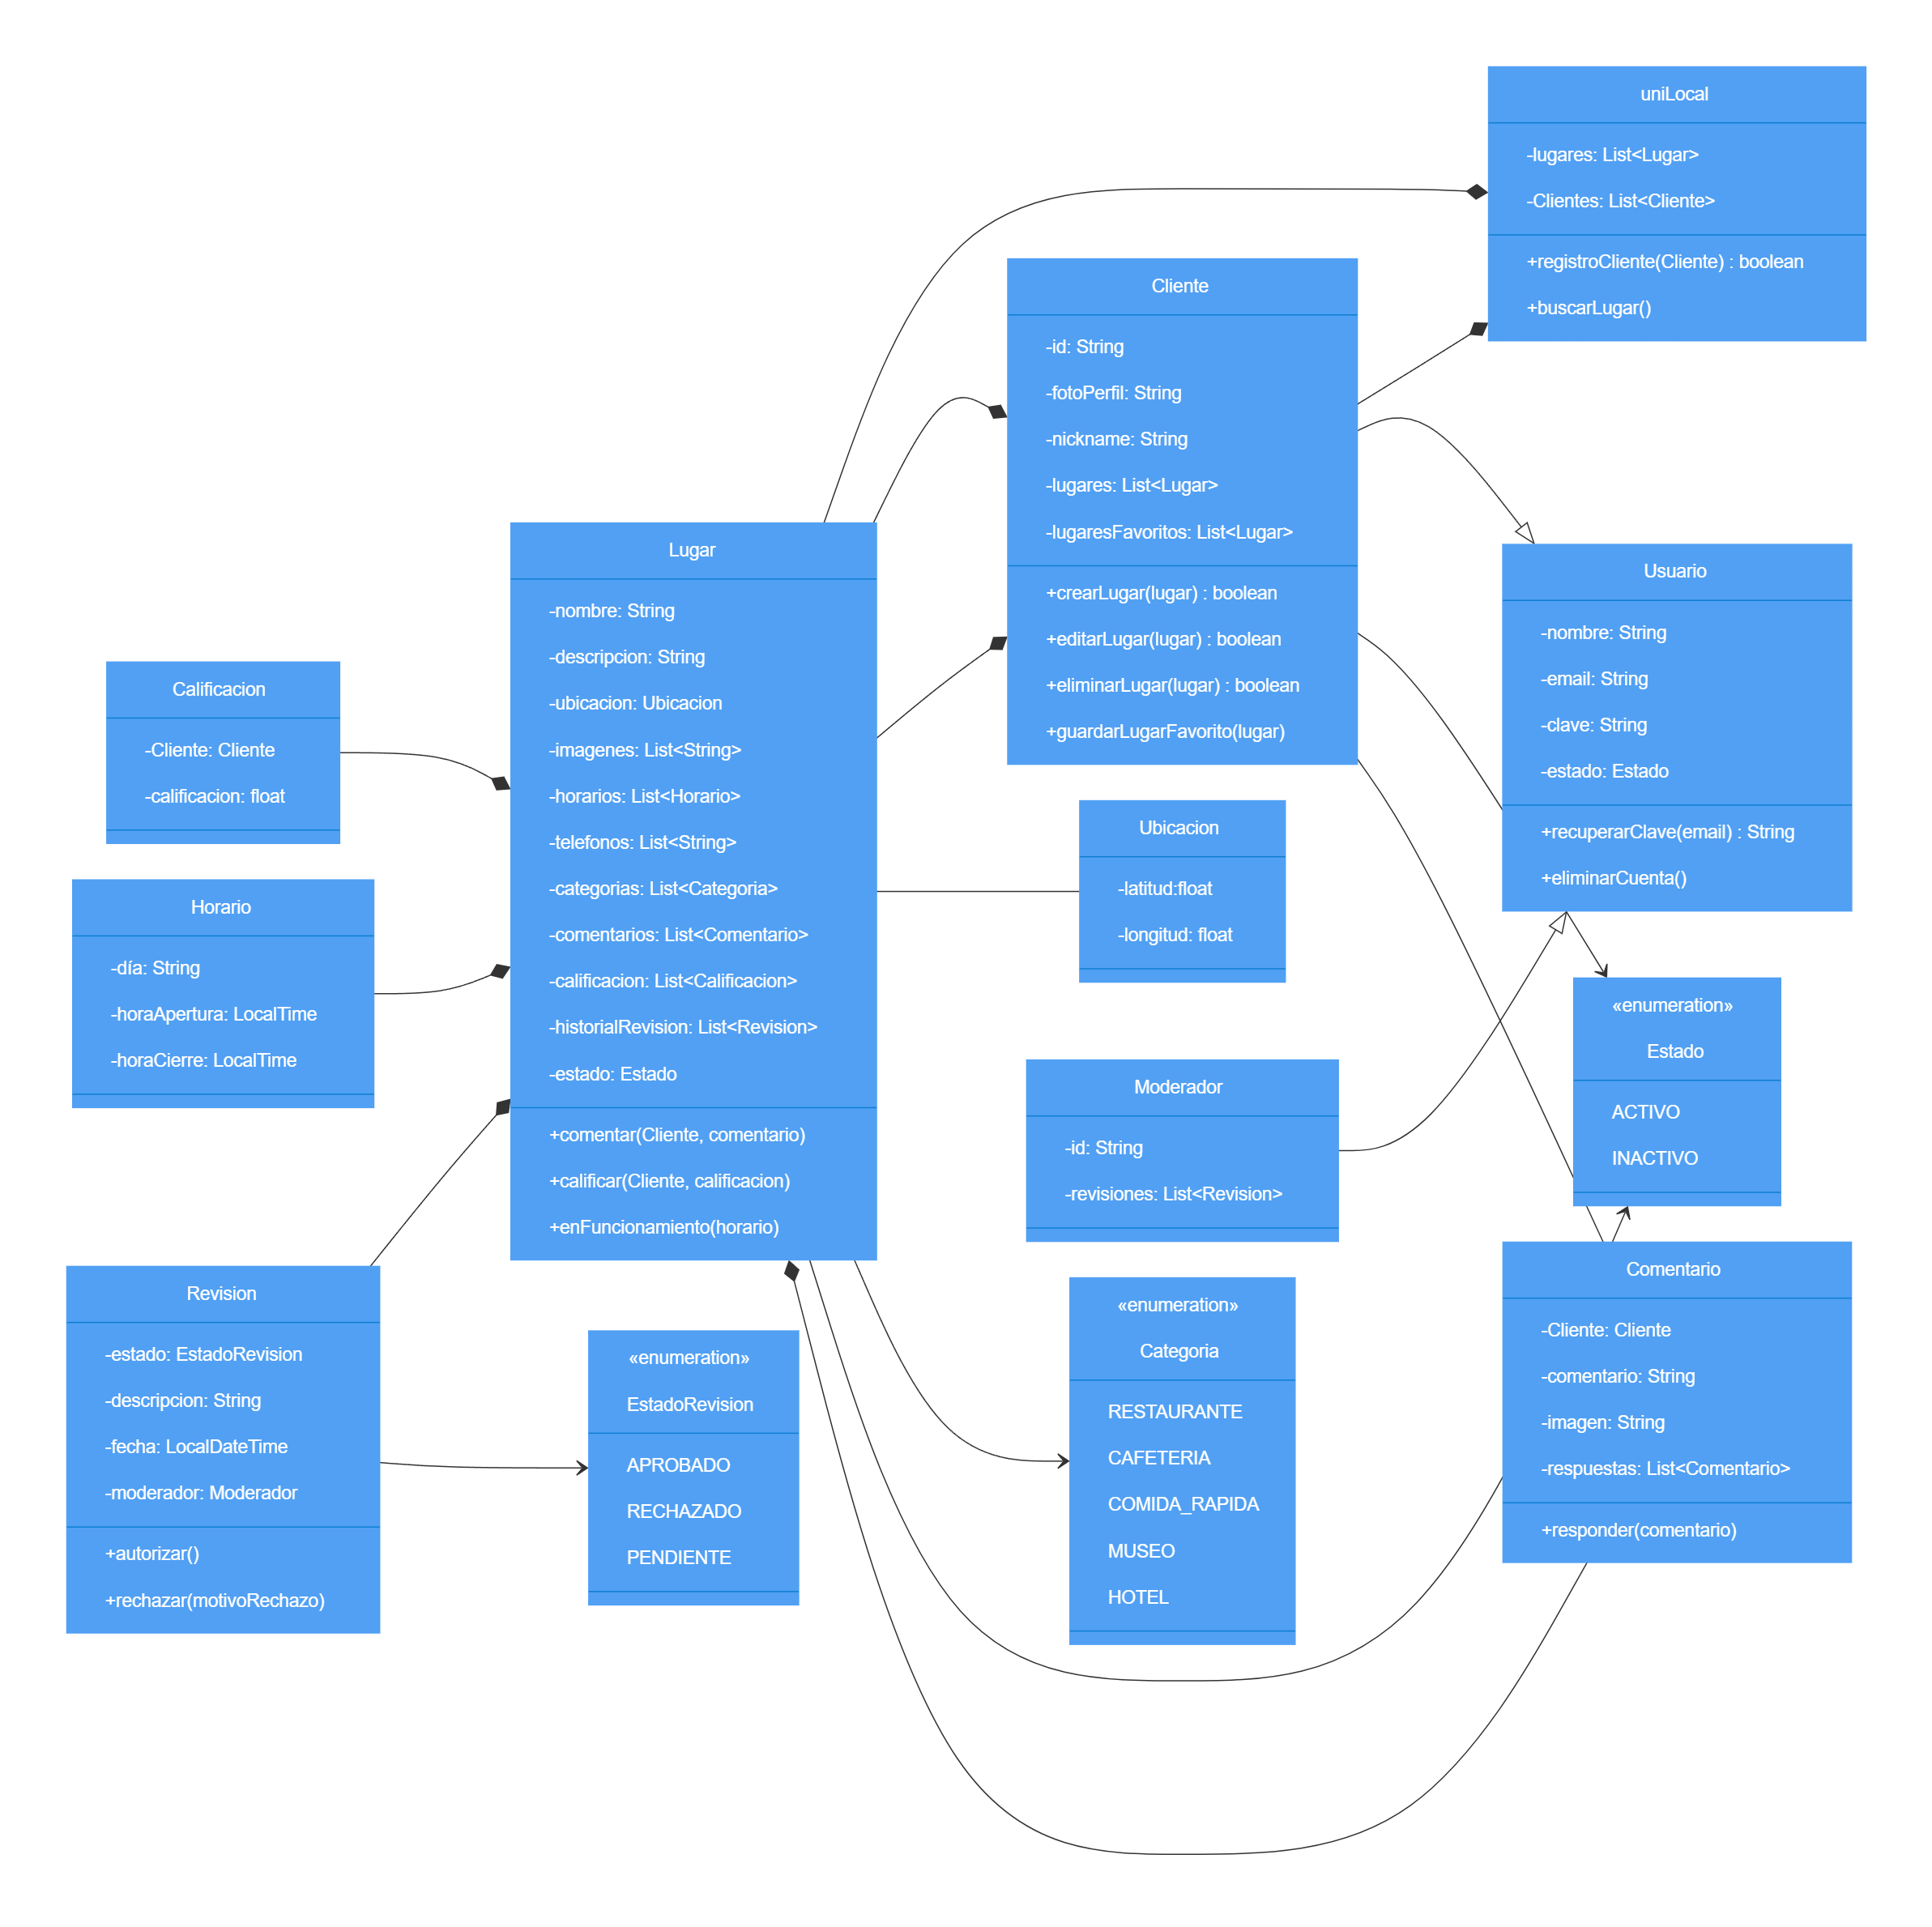 uniLocal
-lugares: List<Lugar>
-Clientes: List<Cliente>
+registroCliente(Cliente) : boolean
+buscarLugar()
Cliente
-id: String
-fotoPerfil: String
-nickname: String
-lugares: List<Lugar>
-lugaresFavoritos: List<Lugar>
+crearLugar(lugar) : boolean
+editarLugar(lugar) : boolean
+eliminarLugar(lugar) : boolean
+guardarLugarFavorito(lugar)
Lugar
-nombre: String
-descripcion: String
-ubicacion: Ubicacion
-imagenes: List<String>
-horarios: List<Horario>
-telefonos: List<String>
-categorias: List<Categoria>
-comentarios: List<Comentario>
-calificacion: List<Calificacion>
-historialRevision: List<Revision>
-estado: Estado
+comentar(Cliente, comentario)
+calificar(Cliente, calificacion)
+enFuncionamiento(horario)
Usuario
-nombre: String
-email: String
-clave: String
-estado: Estado
+recuperarClave(email) : String
+eliminarCuenta()
Calificacion
-Cliente: Cliente
-calificacion: float
Ubicacion
-latitud:float
-longitud: float
Horario
-día: String
-horaApertura: LocalTime
-horaCierre: LocalTime
«enumeration»
Estado
ACTIVO
INACTIVO
Moderador
-id: String
-revisiones: List<Revision>
Revision
-estado: EstadoRevision
-descripcion: String
-fecha: LocalDateTime
-moderador: Moderador
+autorizar()
+rechazar(motivoRechazo)
«enumeration»
EstadoRevision
APROBADO
RECHAZADO
PENDIENTE
«enumeration»
Categoria
RESTAURANTE
CAFETERIA
COMIDA_RAPIDA
MUSEO
HOTEL
Comentario
-Cliente: Cliente
-comentario: String
-imagen: String
-respuestas: List<Comentario>
+responder(comentario)